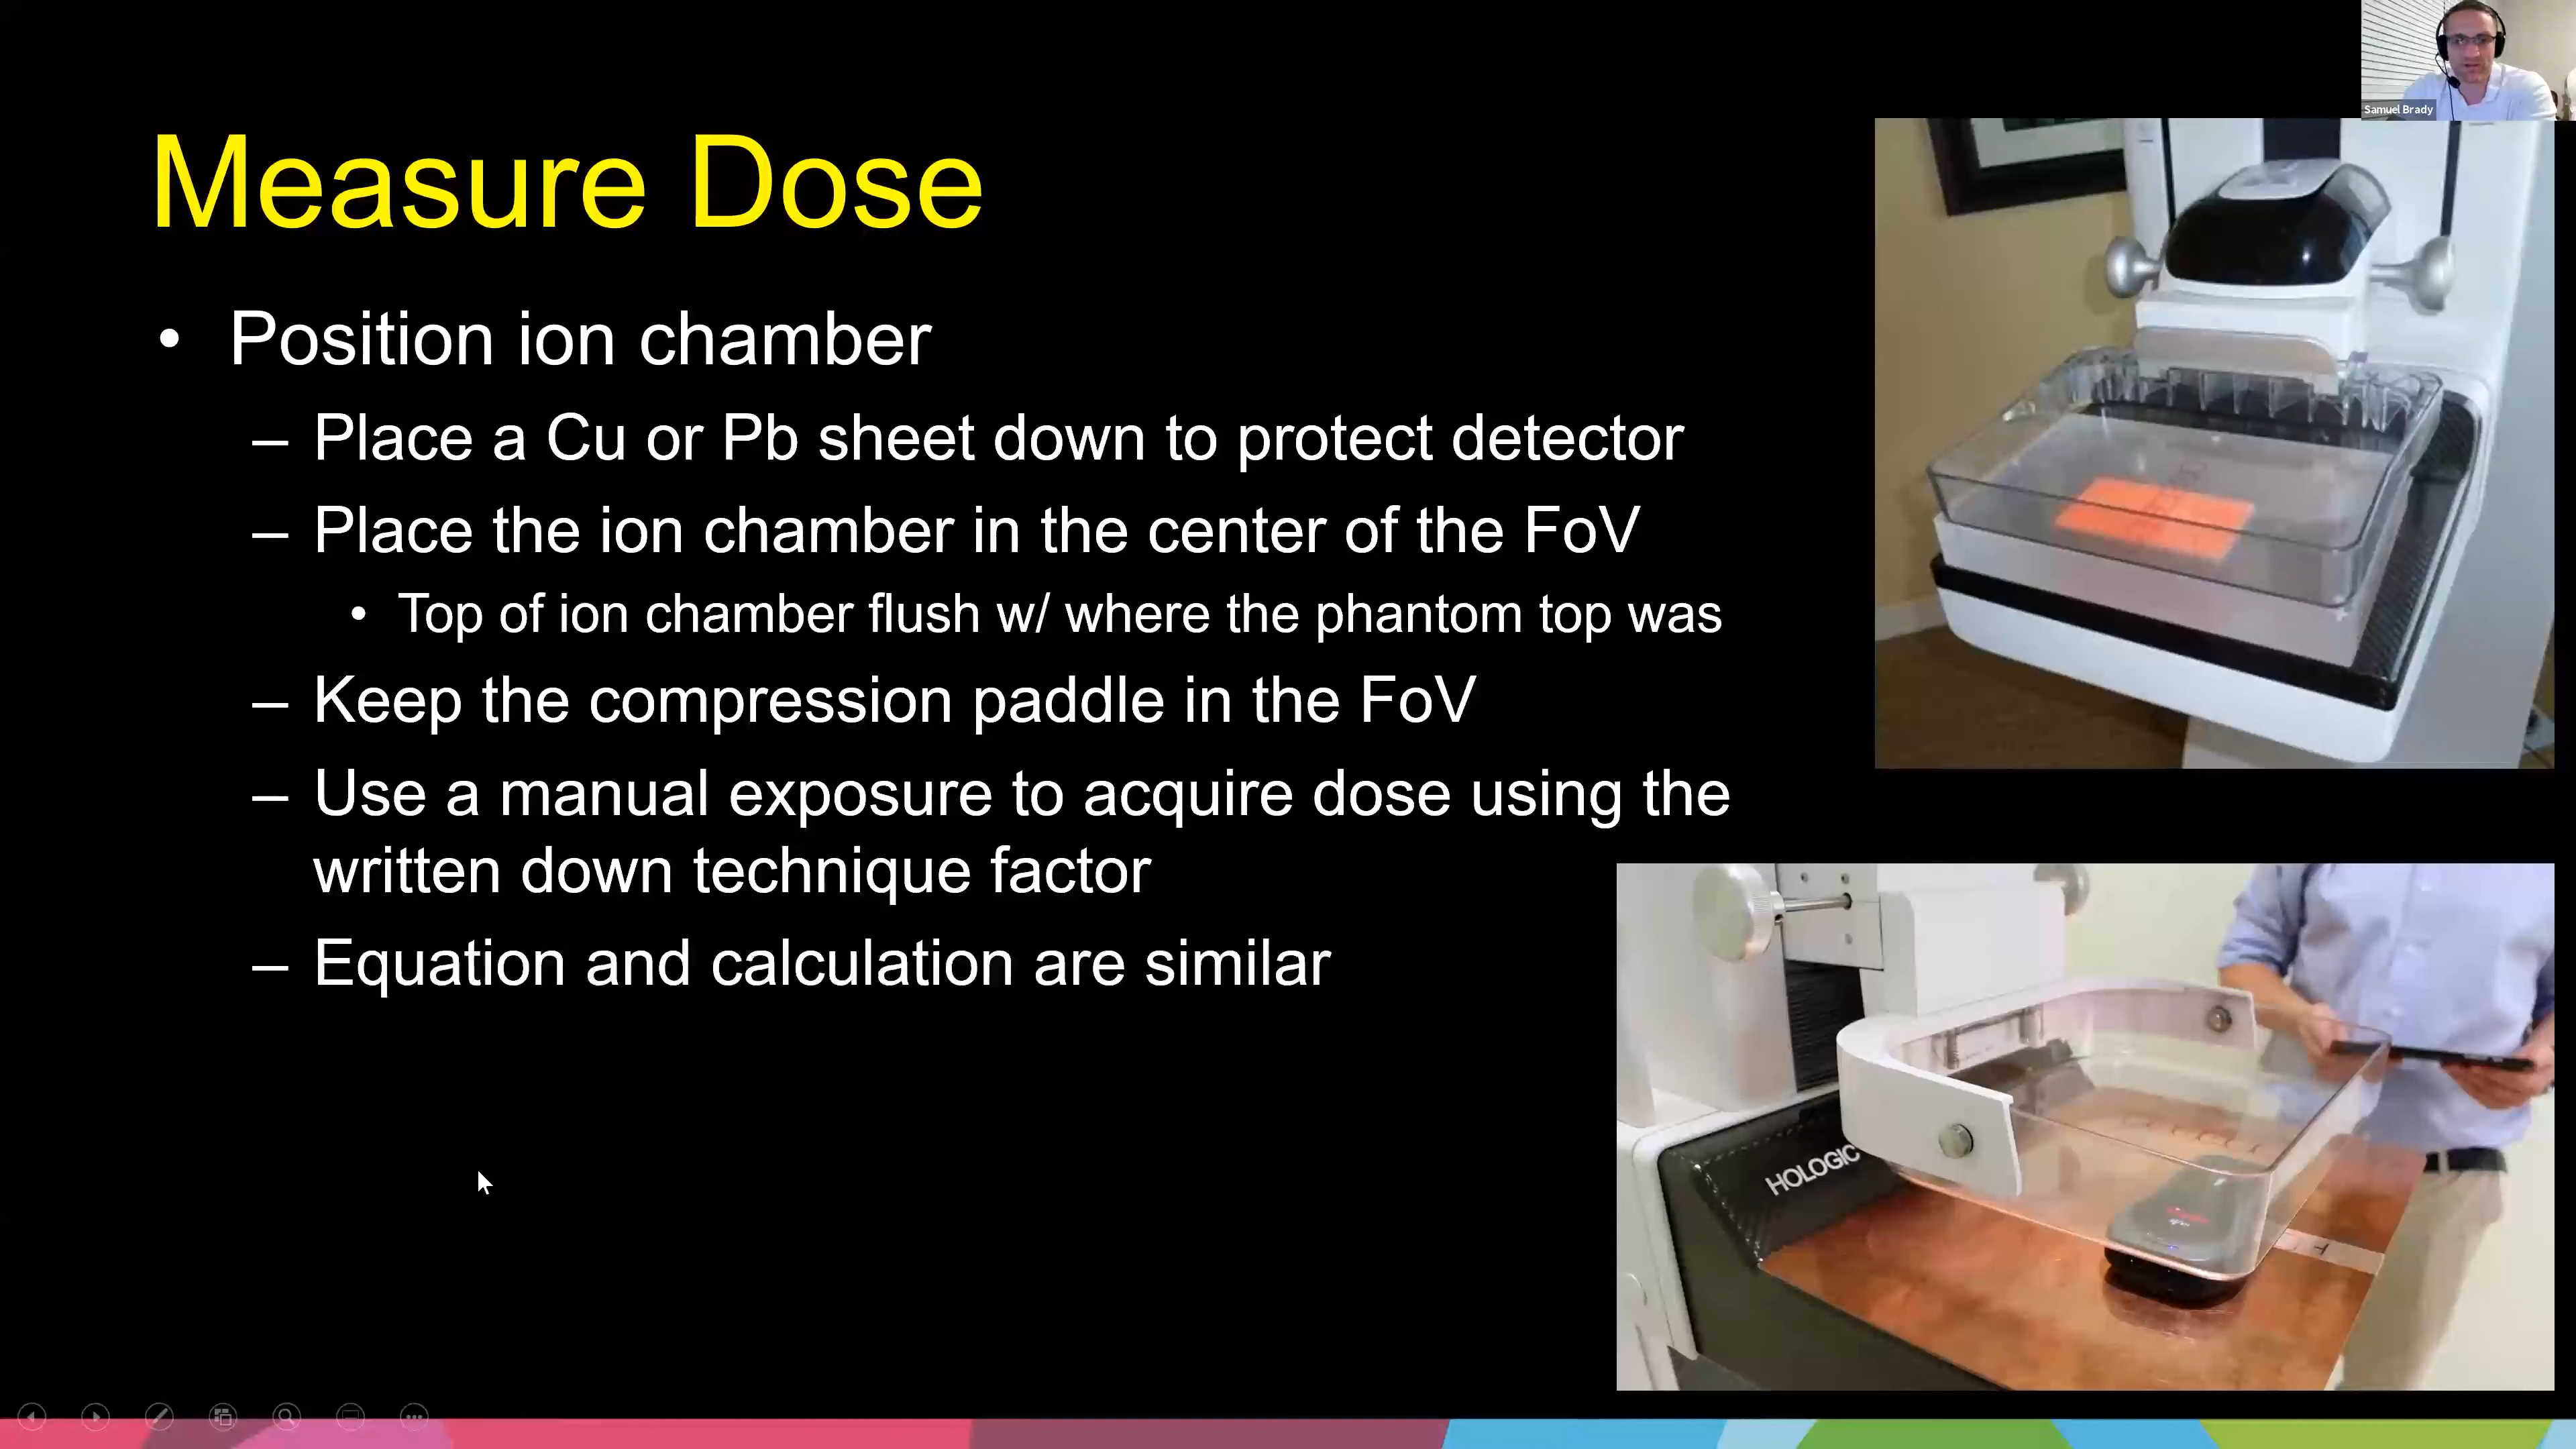 Samuel Brady
Measure Dose
• Position ion chamber
– Place a Cu or Pb sheet down to protect detector
– Place the ion chamber in the center of the FoV
• Top of ion chamber flush w/ where the phantom top was
– Keep the compression paddle in the FoV
– Use a manual exposure to acquire dose using the
written down technique factor
– Equation and calculation are similar
HOLOGIC